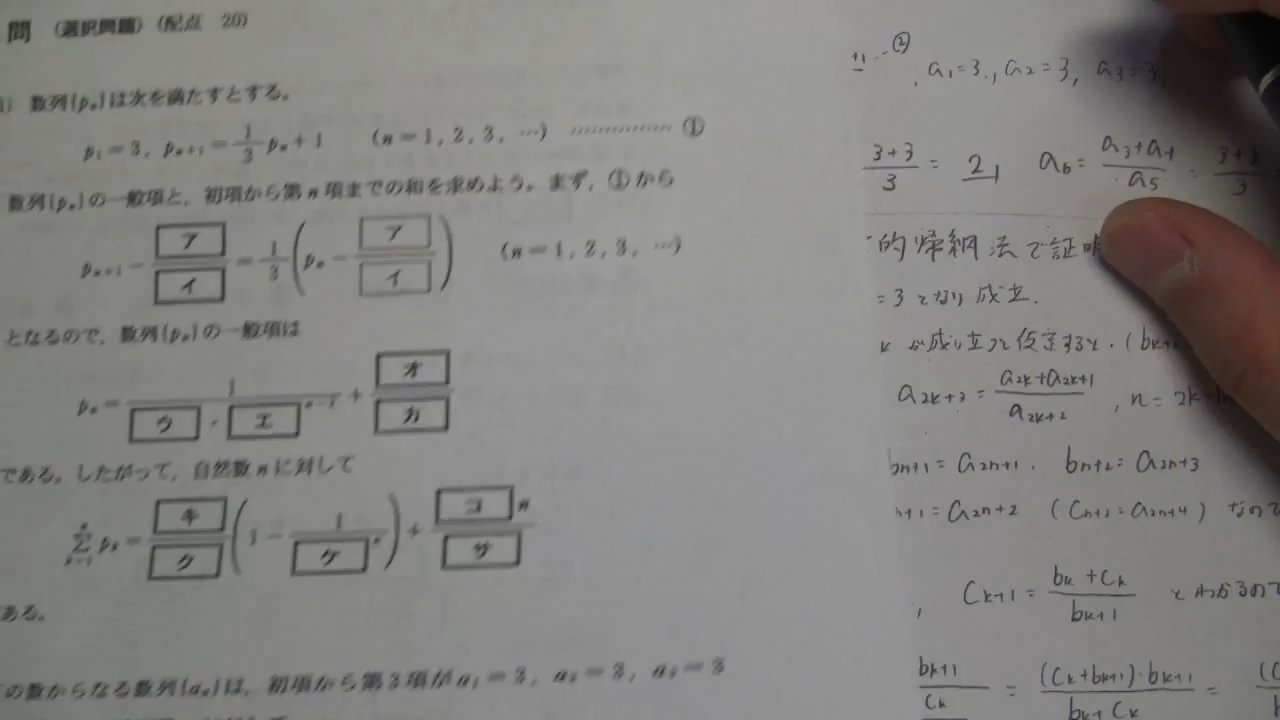 問 (選択問題)(配点 20)
数列{pₙ}は次を満たすとする。
p₁=3, pₙ₊₁=1/3 pₙ+1 (n=1, 2, 3, …) …………… ①
数列{pₙ}の一般項と, 初項から第n項までの和を求めよう。まず, ①から
pₙ₊₁ − ア/イ = 1/3 (pₙ − ア/イ) (n=1, 2, 3, …)
となるので, 数列{pₙ}の一般項は
pₙ = 1/(ウ・エⁿ⁻²) + オ/カ
である。したがって, 自然数nに対して
Σₖ₌₁ⁿ pₖ = キ/ク (1 − 1/ケⁿ) + コn/サ
ある。
の数からなる数列{aₙ}は, 初項から第3項がa₁=3, a₂=3, a₃=3
②
, a₁=3, , a₂=3, a₃=3
(3+3)/3 = 2, a₆ = (a₃+a₄)/a₅ =
的帰納法で証明
=3となり成立.
kが成り立つと仮定すると.
a₂ₖ₊₃ = (a₂ₖ+a₂ₖ₊₁)/a₂ₖ₊₂ , n =
bn+1 = a₂ₙ₊₁. bn+2 = a₂ₙ₊₃
n+1 = a₂ₙ₊₂ (Cn+2 = a₂ₙ₊₄) なので
, Ck+1 = (bk+Ck)/bk+1 とわかるので
bk+1/Ck = (Ck+bk+1)・bk+1/(bk+Ck) =